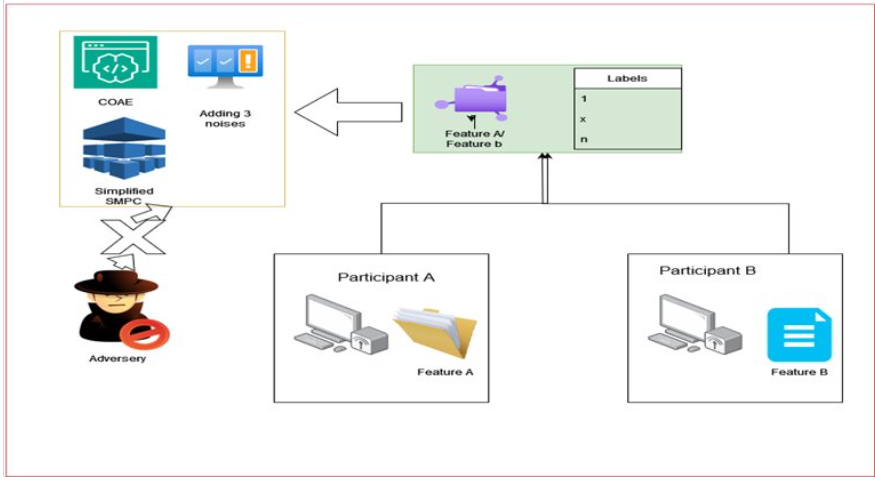 COAE
Adding 3
noises
Simplified
SMPC
Adversery
Feature A/
Feature b
Labels
1
x
n
Participant A
Feature A
Participant B
Feature B